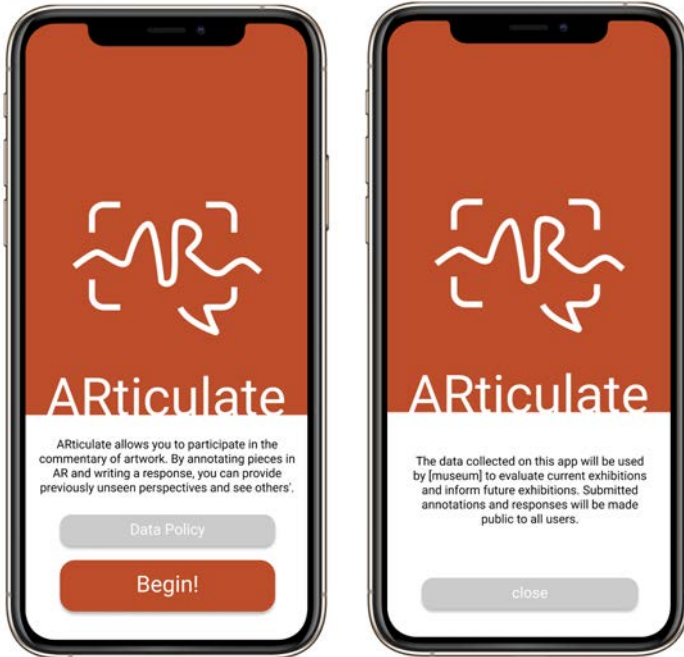 AR
ARticulate
ARticulate allows you to participate in the
commentary of artwork. By annotating pieces in
AR and writing a response, you can provide
previously unseen perspectives and see others'.
Data Policy
Begin!
AR
ARticulate
The data collected on this app will be used
by [museum] to evaluate current exhibitions
and inform future exhibitions. Submitted
annotations and responses will be made
public to all users.
close